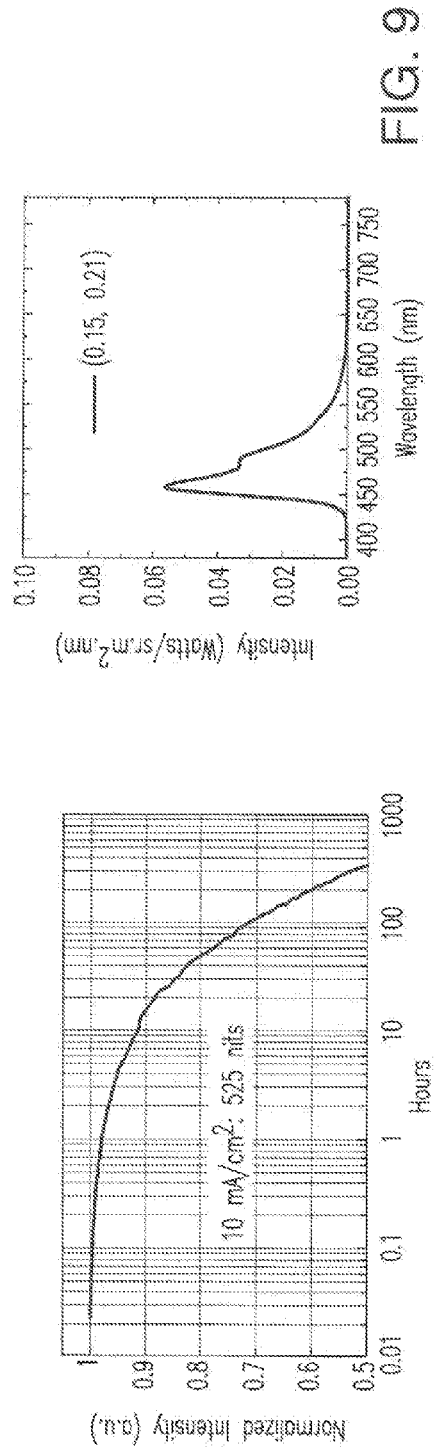 Normalized Intensity (a.u.)
1
0.9
0.8
0.7
0.6
0.5
10 mA/cm²: 525 nits
0.01
0.1
1
10
100
1000
Hours
Intensity (Watts/sr.m².nm)
0.10
0.08
0.06
0.04
0.02
0.00
(0.15, 0.21)
400 450 500 550 600 650 700 750
Wavelength (nm)
FIG. 9